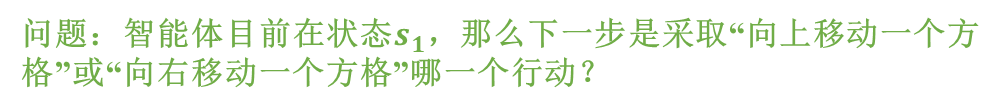 问题：智能体目前在状态s₁，那么下一步是采取“向上移动一个方
格”或“向右移动一个方格”哪一个行动？